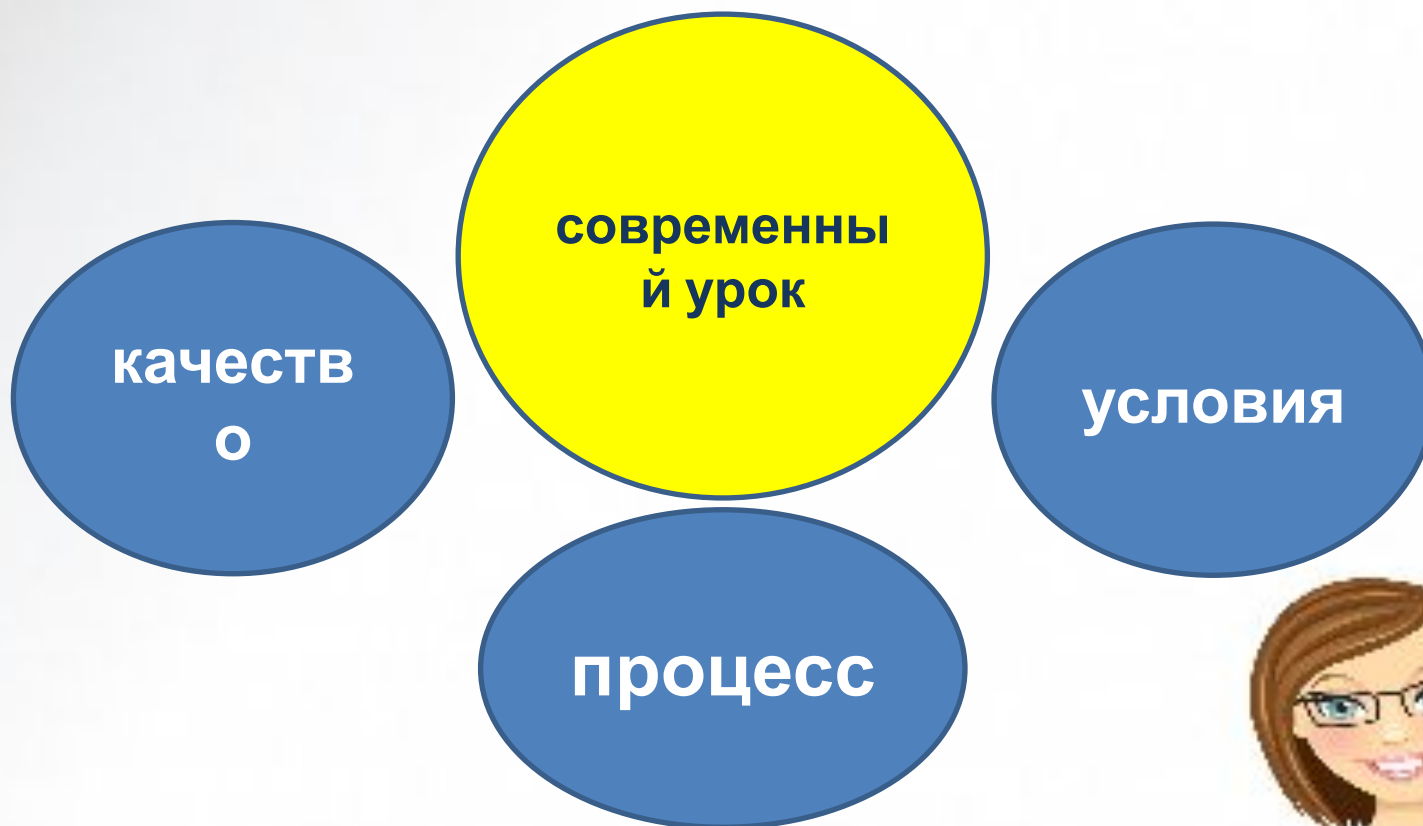 современны
й урок
качеств
о
условия
процесс